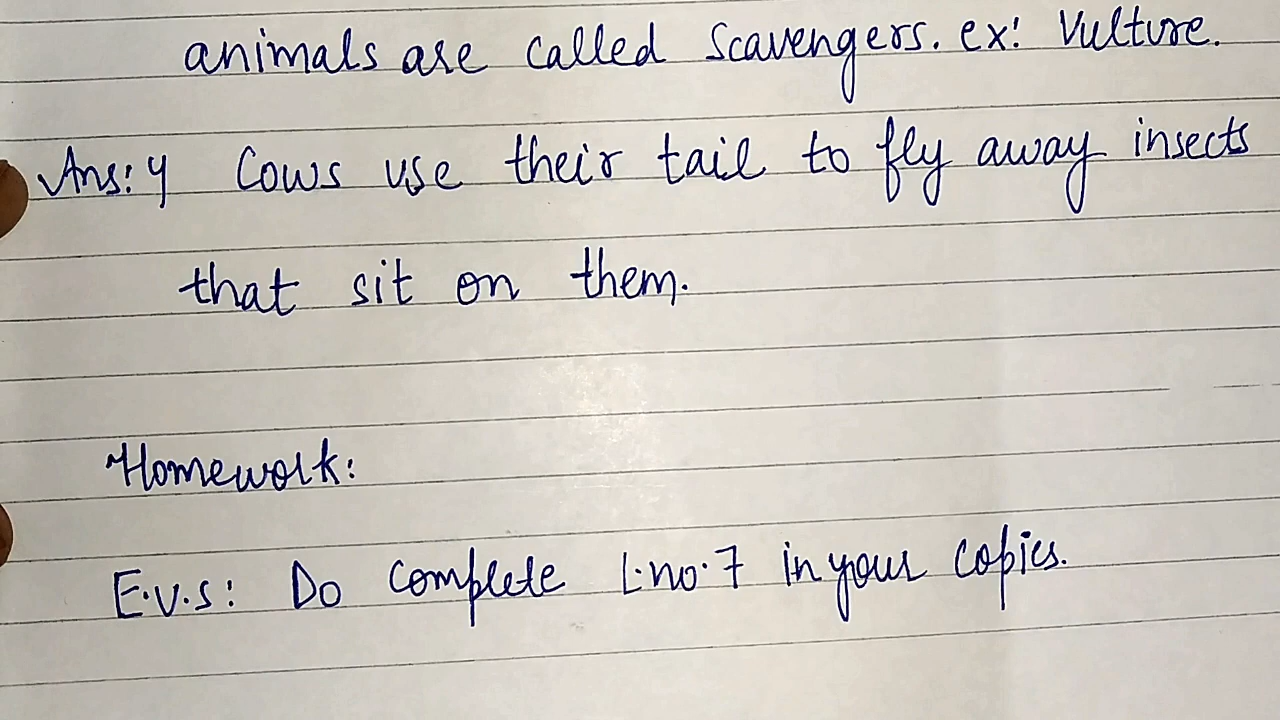 animals are called Scavengers. ex: Vulture.
Ans: 4 Cows use their tail to fly away insects
that sit on them.
Homework:
E.v.s: Do complete L.no.7 in your copies.